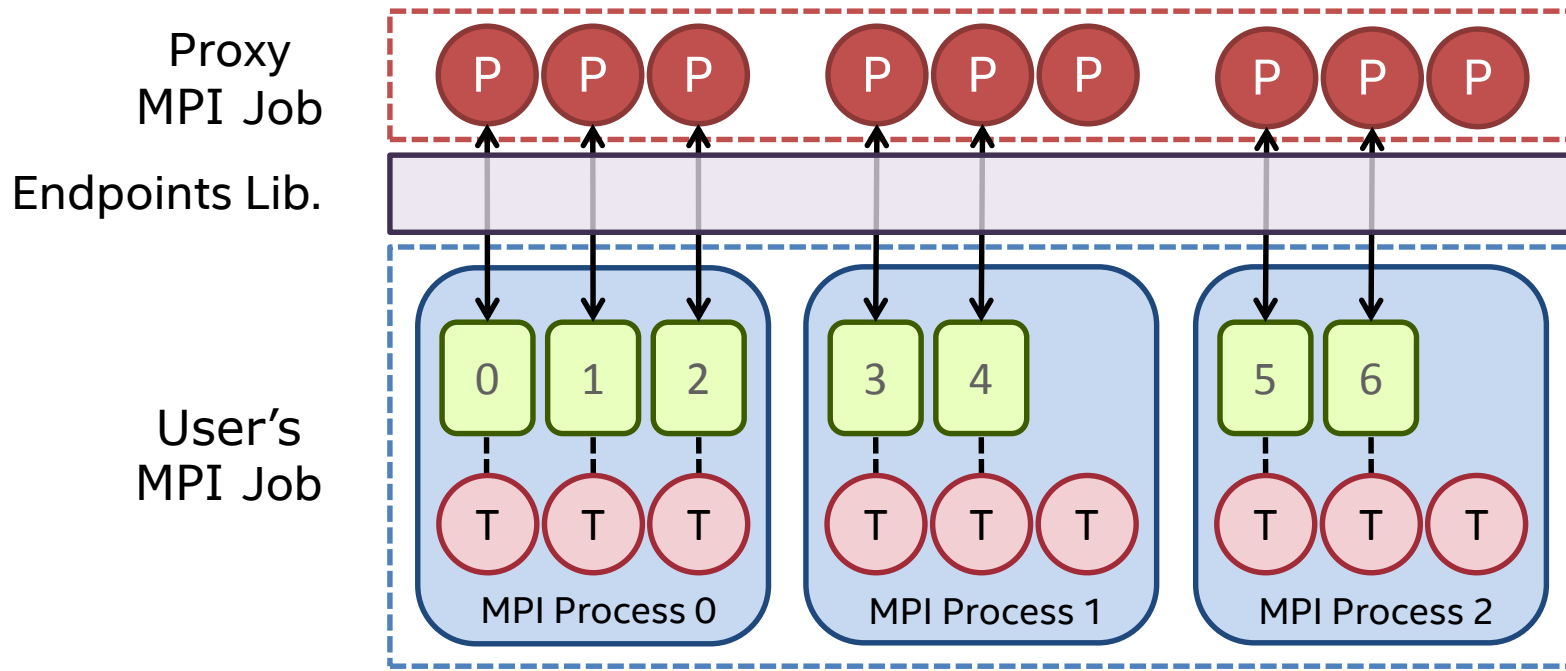 Proxy
MPI Job
P P P P P P P P P
Endpoints Lib.
User's
MPI Job
0 1 2 3 4 5 6
T T T T T T T T T
MPI Process 0 MPI Process 1 MPI Process 2